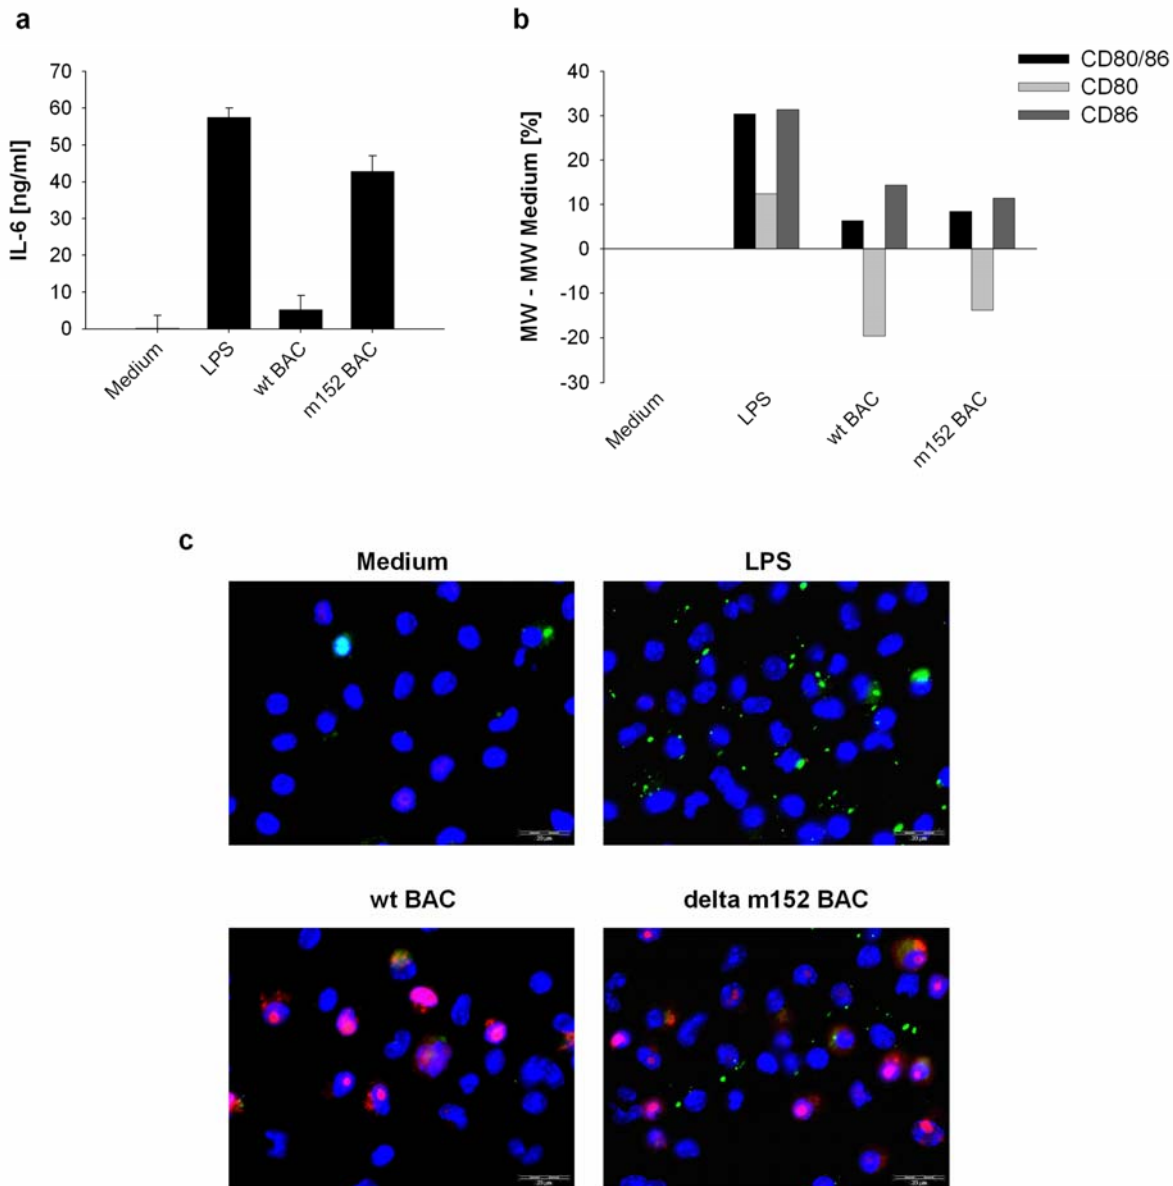 a
70
60
50
40
30
20
10
0
IL-6 [ng/ml]
Medium
LPS
wt BAC
m152 BAC
b
40
30
20
10
0
-10
-20
-30
MW - MW Medium [%]
Medium
LPS
wt BAC
m152 BAC
CD80/86
CD80
CD86
c
Medium
LPS
wt BAC
delta m152 BAC